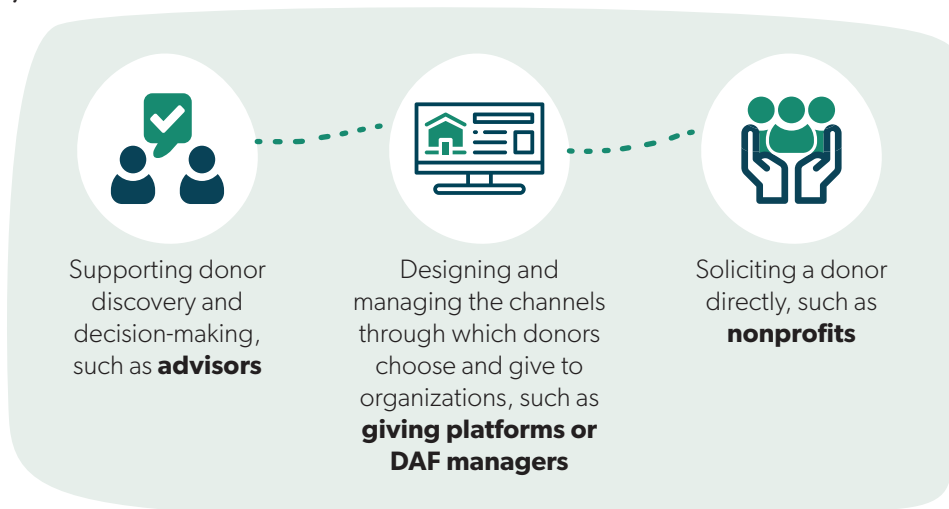 Supporting donor
discovery and
decision-making,
such as advisors
Designing and
managing the channels
through which donors
choose and give to
organizations, such as
giving platforms or
DAF managers
Soliciting a donor
directly, such as
nonprofits